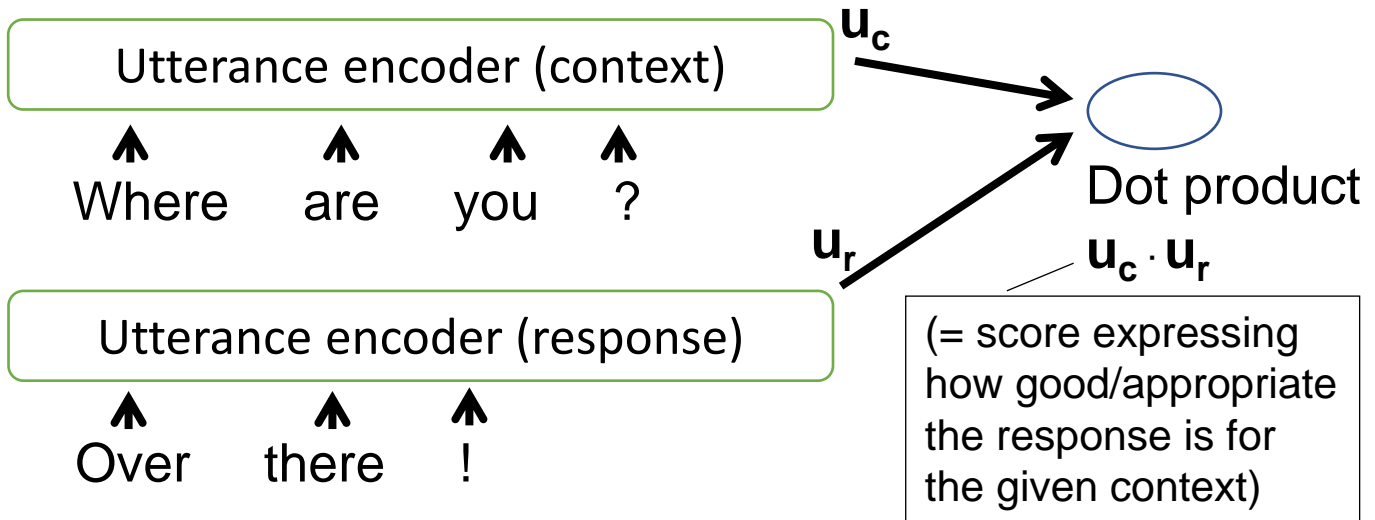 u_c
Utterance encoder (context)
Where are you ?
Dot product
u_r
u_c · u_r
Utterance encoder (response)
Over there !
(= score expressing
how good/appropriate
the response is for
the given context)